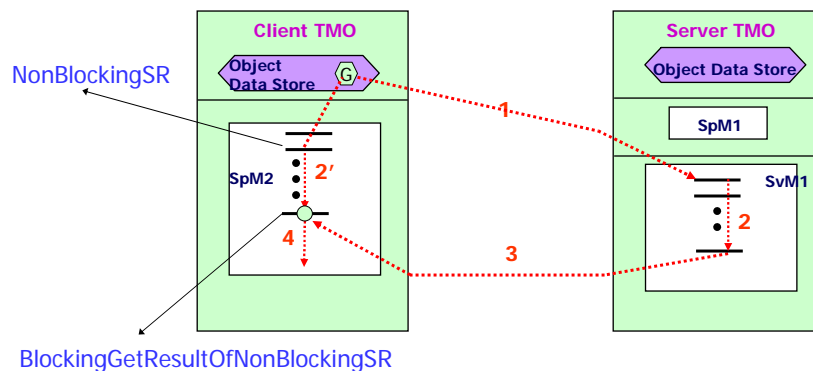 Client TMO
Server TMO
NonBlockingSR
Object
Data Store
G
Object Data Store
1
SpM1
SpM2
2’
SvM1
2
4
3
BlockingGetResultOfNonBlockingSR